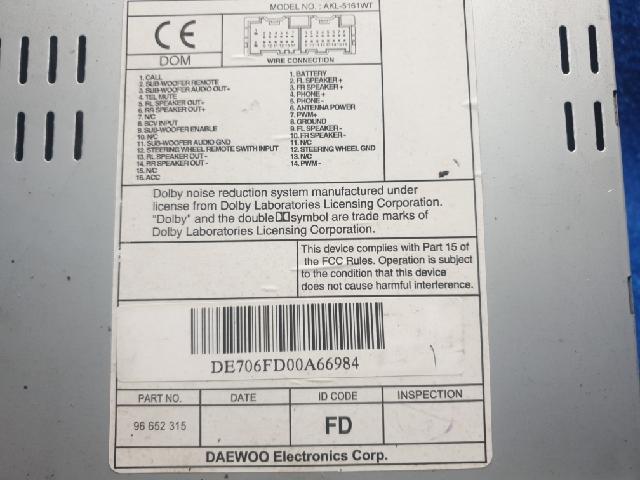 MODEL NO. : AKL-5161WT
CE
DOM
WIRE CONNECTION
1. CALL
2. SUB-WOOFER REMOTE
3. SUB-WOOFER AUDIO OUT+
4. TEL MUTE
5. RL SPEAKER OUT+
6. RR SPEAKER OUT+
7. N/C
8. SCV INPUT
9. SUB-WOOFER ENABLE
10. N/C
11. SUB-WOOFER AUDIO GND
12. STEERING WHEEL REMOTE SWITH INPUT
13. RL SPEAKER OUT-
14. RR SPEAKER OUT-
15. N/C
16. ACC
1. BATTERY
2. FL SPEAKER+
3. FR SPEAKER+
4. PHONE+
5. PHONE-
6. ANTENNA POWER
7. PWM+
8. GROUND
9. FL SPEAKER-
10. FR SPEAKER-
11. N/C
12. STEERING WHEEL GND
13. N/C
14. PWM-
Dolby noise reduction system manufactured under
license from Dolby Laboratories Licensing Corporation.
"Dolby" and the double symbol are trade marks of
Dolby Laboratories Licensing Corporation.
This device complies with Part 15 of
the FCC Rules. Operation is subject
to the condition that this device
does not cause harmful interference.
DE706FD00A66984
PART NO. DATE ID CODE INSPECTION
96 652 315 FD
DAEWOO Electronics Corp.